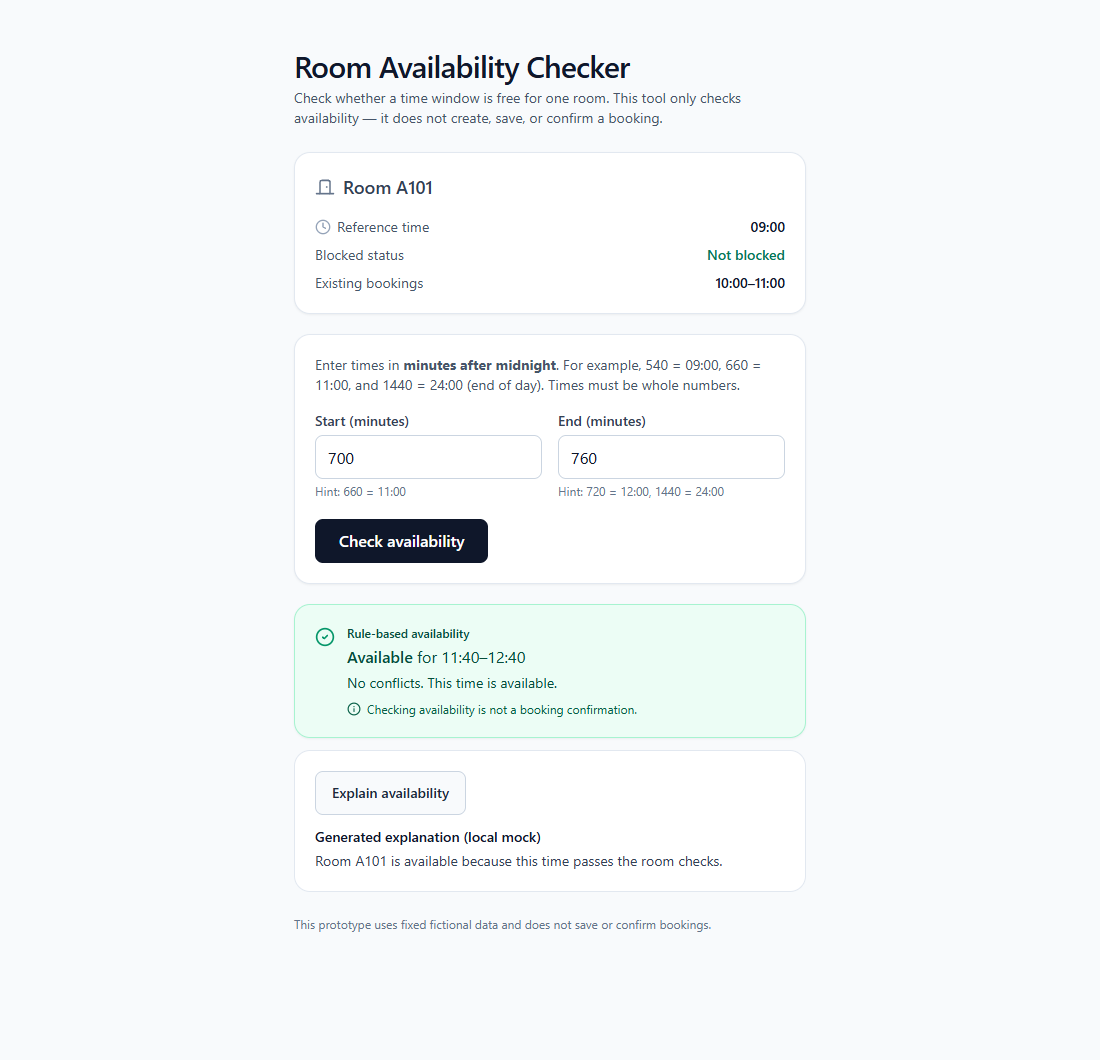 Room Availability Checker
Check whether a time window is free for one room. This tool only checks
availability — it does not create, save, or confirm a booking.
Room A101
Reference time 09:00
Blocked status Not blocked
Existing bookings 10:00–11:00
Enter times in minutes after midnight. For example, 540 = 09:00, 660 =
11:00, and 1440 = 24:00 (end of day). Times must be whole numbers.
Start (minutes) End (minutes)
700 760
Hint: 660 = 11:00 Hint: 720 = 12:00, 1440 = 24:00
Check availability
Rule-based availability
Available for 11:40–12:40
No conflicts. This time is available.
Checking availability is not a booking confirmation.
Explain availability
Generated explanation (local mock)
Room A101 is available because this time passes the room checks.
This prototype uses fixed fictional data and does not save or confirm bookings.